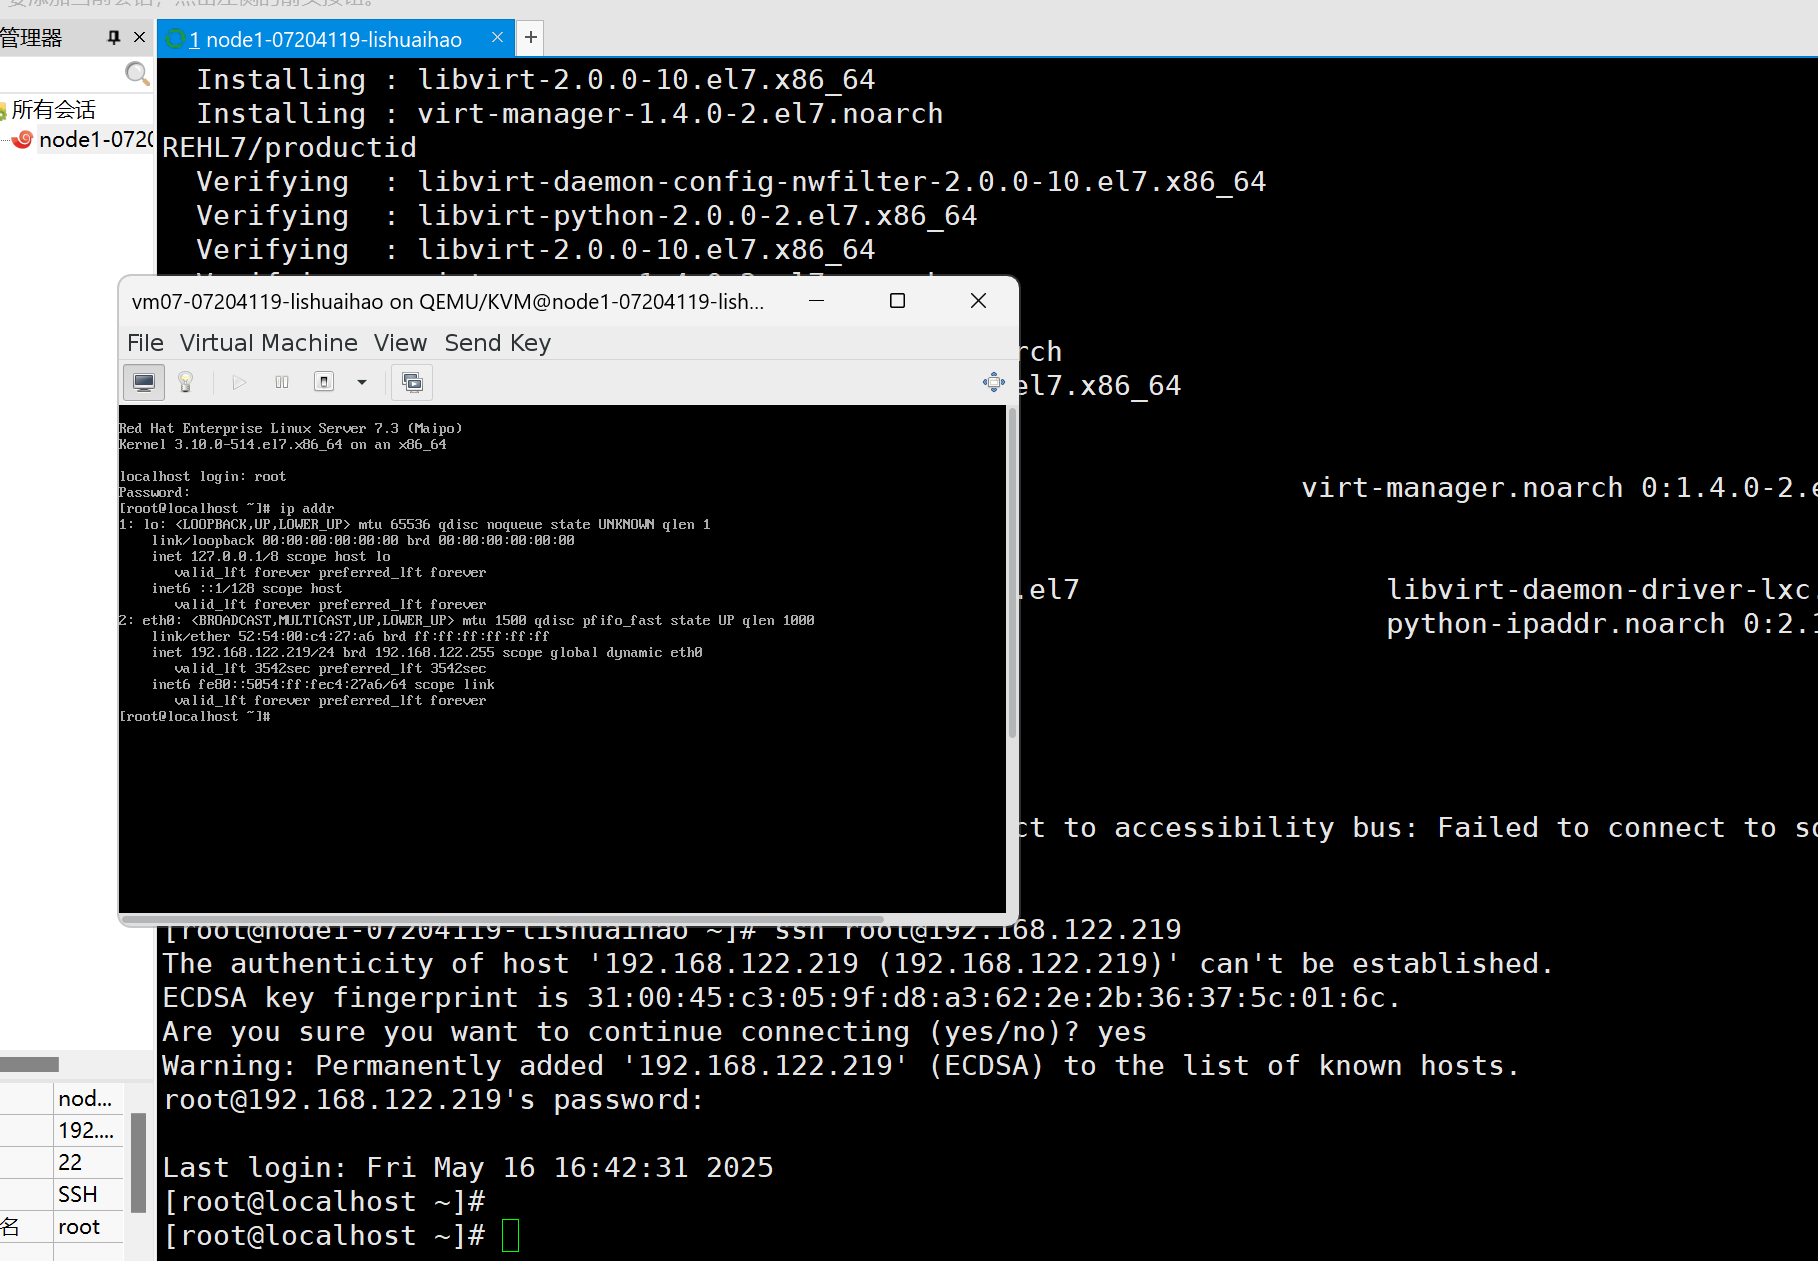 要添加当前会话，点击左侧的箭头按钮。
管理器
1 node1-07204119-lishuaihao
所有会话
node1-0720
Installing : libvirt-2.0.0-10.el7.x86_64
Installing : virt-manager-1.4.0-2.el7.noarch
REHL7/productid
Verifying  : libvirt-daemon-config-nwfilter-2.0.0-10.el7.x86_64
Verifying  : libvirt-python-2.0.0-2.el7.x86_64
Verifying  : libvirt-2.0.0-10.el7.x86_64
vm07-07204119-lishuaihao on QEMU/KVM@node1-07204119-lish...
File Virtual Machine View Send Key
rch
el7.x86_64
virt-manager.noarch 0:1.4.0-2.e
.el7 libvirt-daemon-driver-lxc.
python-ipaddr.noarch 0:2.1
ct to accessibility bus: Failed to connect to so
Red Hat Enterprise Linux Server 7.3 (Maipo)
Kernel 3.10.0-514.el7.x86_64 on an x86_64
localhost login: root
Password:
[root@localhost ~]# ip addr
1: lo: <LOOPBACK,UP,LOWER_UP> mtu 65536 qdisc noqueue state UNKNOWN qlen 1
link/loopback 00:00:00:00:00:00 brd 00:00:00:00:00:00
inet 127.0.0.1/8 scope host lo
valid_lft forever preferred_lft forever
inet6 ::1/128 scope host
valid_lft forever preferred_lft forever
2: eth0: <BROADCAST,MULTICAST,UP,LOWER_UP> mtu 1500 qdisc pfifo_fast state UP qlen 1000
link/ether 52:54:00:c4:27:a6 brd ff:ff:ff:ff:ff:ff
inet 192.168.122.219/24 brd 192.168.122.255 scope global dynamic eth0
valid_lft 3542sec preferred_lft 3542sec
inet6 fe80::5054:ff:fec4:27a6/64 scope link
valid_lft forever preferred_lft forever
[root@localhost ~]#
[root@node1-07204119-lishuaihao ~]# ssh root@192.168.122.219
The authenticity of host '192.168.122.219 (192.168.122.219)' can't be established.
ECDSA key fingerprint is 31:00:45:c3:05:9f:d8:a3:62:2e:2b:36:37:5c:01:6c.
Are you sure you want to continue connecting (yes/no)? yes
Warning: Permanently added '192.168.122.219' (ECDSA) to the list of known hosts.
root@192.168.122.219's password:
Last login: Fri May 16 16:42:31 2025
[root@localhost ~]#
[root@localhost ~]#
nod...
192....
22
SSH
名 root